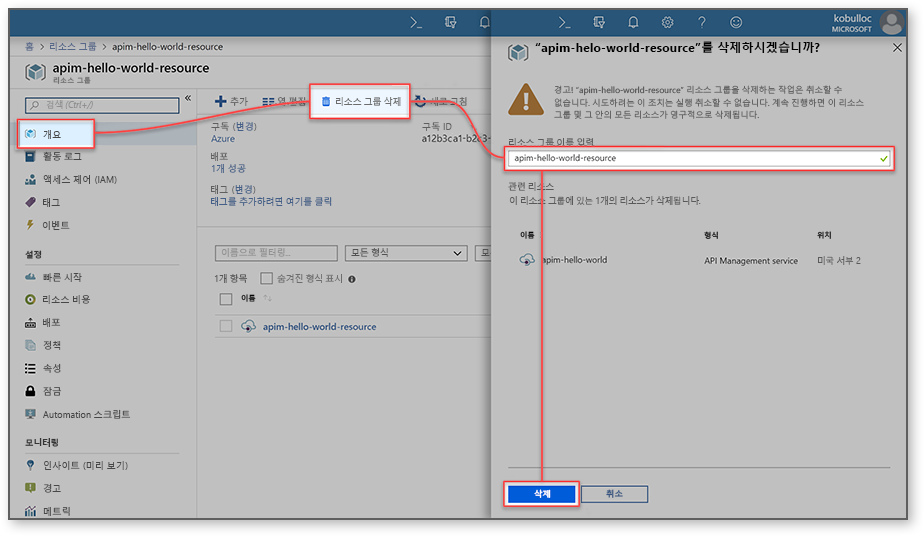 kobulloc
MICROSOFT
홈 > 리소스 그룹 > apim-hello-world-resource
apim-hello-world-resource
리소스 그룹
검색 (Ctrl+/)
«
개요
활동 로그
액세스 제어 (IAM)
태그
이벤트
설정
빠른 시작
리소스 비용
배포
정책
속성
잠금
Automation 스크립트
모니터링
인사이트 (미리 보기)
경고
메트릭
추가
열 편집
리소스 그룹 삭제
새로 고침
구독 (변경)
Azure
구독 ID
a12b3ca1-b2c3-
배포
1개 성공
태그 (변경)
태그를 추가하려면 여기를 클릭
이름으로 필터링...
모든 형식
모
1개 항목
숨겨진 형식 표시
이름
apim-hello-world-resource
“apim-helo-world-resource”를 삭제하시겠습니까?
경고! “apim-hello-world-resource” 리소스 그룹을 삭제하는 작업은 취소할 수
없습니다. 시도하려는 이 조치는 실행 취소할 수 없습니다. 계속 진행하면 이 리소스
그룹 및 그 안의 모든 리소스가 영구적으로 삭제됩니다.
리소스 그룹 이름 입력
apim-hello-world-resource
관련 리소스
이 리소스 그룹에 있는 1개의 리소스가 삭제됩니다.
이름
형식
위치
apim-hello-world
API Management service
미국 서부 2
삭제
취소